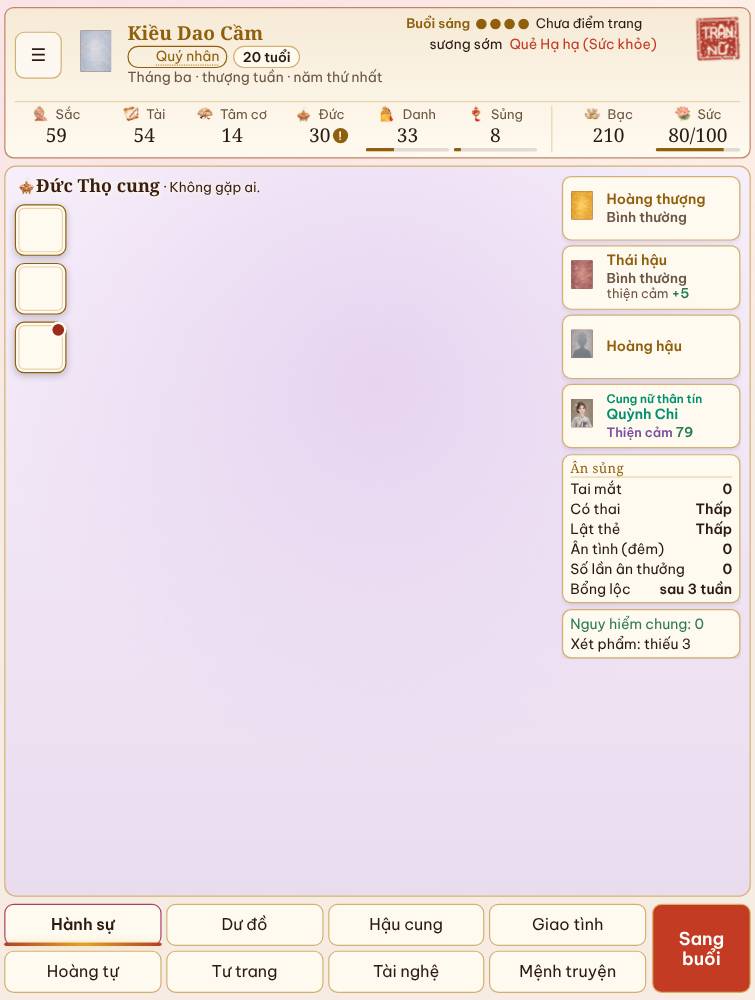 ☰
Kiều Dao Cầm
Quý nhân 20 tuổi
Tháng ba · thượng tuần · năm thứ nhất
Buổi sáng ●●●● Chưa điểm trang
sương sớm Quẻ Hạ hạ (Sức khỏe)
TRÂN NỮ
Sắc Tài Tâm cơ Đức Danh Sủng Bạc Sức
59 54 14 30 ! 33 8 210 80/100
Đức Thọ cung · Không gặp ai.
Hoàng thượng
Bình thường
Thái hậu
Bình thường
thiện cảm +5
Hoàng hậu
Cung nữ thân tín
Quỳnh Chi
Thiện cảm 79
Ân sủng
Tai mắt 0
Có thai Thấp
Lật thẻ Thấp
Ân tình (đêm) 0
Số lần ân thưởng 0
Bổng lộc sau 3 tuần
Nguy hiểm chung: 0
Xét phẩm: thiếu 3
Hành sự Dư đồ Hậu cung Giao tình
Hoàng tự Tư trang Tài nghệ Mệnh truyện
Sang
buổi